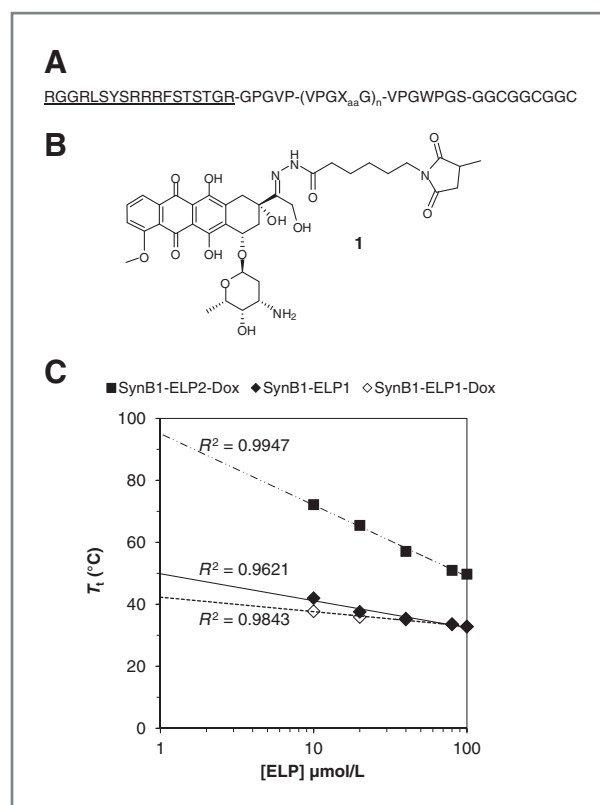 A
RGGRLSYSRRRFSTSTGR-GPGVP-(VPGXaaG)n-VPGWPGS-GGCGGCGGC
B
O
OH
N
H
N
O
N
O
O
OH
OH
1
O
O
OH
O
O
NH2
OH
C
SynB1-ELP2-Dox SynB1-ELP1 SynB1-ELP1-Dox
100
R² = 0.9947
80
60
R² = 0.9621
40
R² = 0.9843
20
0
1 10 100
Tt (°C)
[ELP] µmol/L